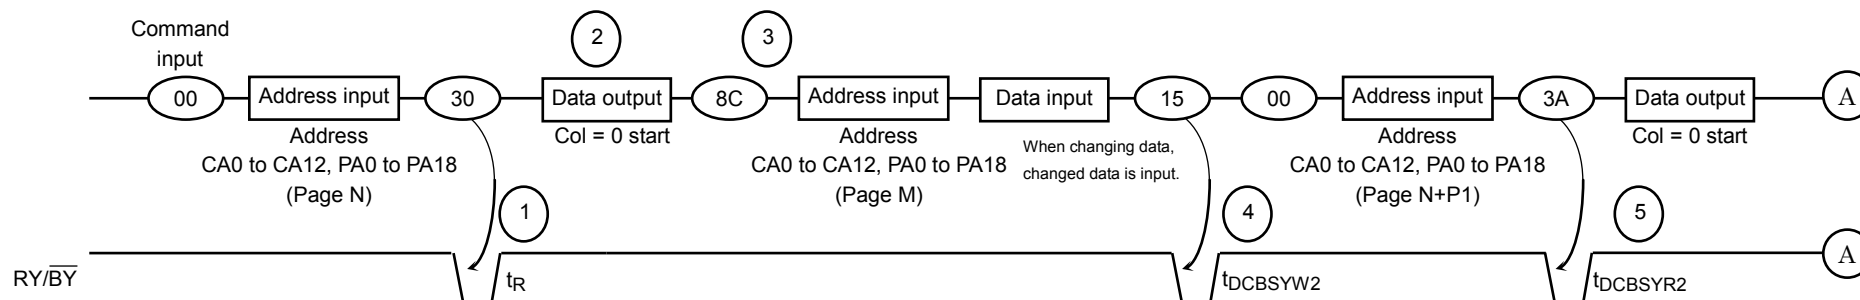 Command
input
2
3
00
Address input
30
Data output
8C
Address input
Data input
15
00
Address input
3A
Data output
A
Address
CA0 to CA12, PA0 to PA18
(Page N)
Col = 0 start
Address
CA0 to CA12, PA0 to PA18
(Page M)
When changing data,
changed data is input.
Address
CA0 to CA12, PA0 to PA18
(Page N+P1)
Col = 0 start
1
4
5
RY/BY
tR
tDCBSYW2
tDCBSYR2
A